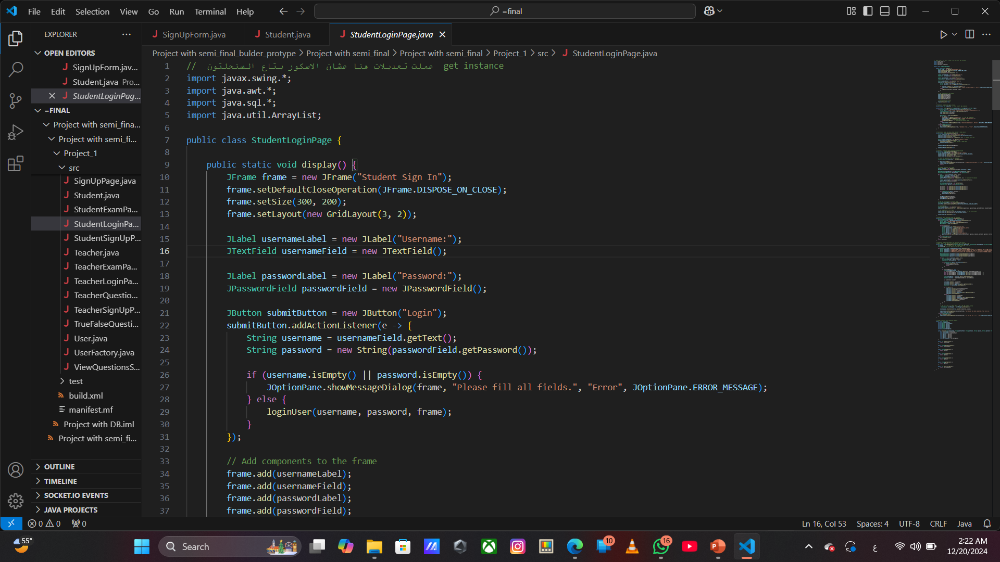 File Edit Selection View Go Run Terminal Help
=final
EXPLORER
OPEN EDITORS
SignUpForm.jav...
Student.java Pro...
StudentLoginPag...
=FINAL
Project with semi_fina...
Project with semi_fi...
Project_1
src
SignUpPage.java
Student.java
StudentExamPa...
StudentLoginPa...
StudentSignUpP...
Teacher.java
TeacherExamPa...
TeacherLoginPa...
TeacherQuestio...
TeacherSignUpP...
TrueFalseQuesti...
User.java
UserFactory.java
ViewQuestionsS...
test
build.xml
manifest.mf
Project with DB.iml
Project with semi_fi...
OUTLINE
TIMELINE
SOCKET.IO EVENTS
JAVA PROJECTS
SignUpForm.java Student.java StudentLoginPage.java
Project with semi_final_bulder_protype > Project with semi_final > Project with semi_final > Project_1 > src > StudentLoginPage.java
1 // عملت تعديلات هنا عشان الاسكور بتاع السنجلتون get instance
2 import javax.swing.*;
3 import java.awt.*;
4 import java.sql.*;
5 import java.util.ArrayList;
6
7 public class StudentLoginPage {
8
9 public static void display() {
10 JFrame frame = new JFrame("Student Sign In");
11 frame.setDefaultCloseOperation(JFrame.DISPOSE_ON_CLOSE);
12 frame.setSize(300, 200);
13 frame.setLayout(new GridLayout(3, 2));
14
15 JLabel usernameLabel = new JLabel("Username:");
16 JTextField usernameField = new JTextField();
17
18 JLabel passwordLabel = new JLabel("Password:");
19 JPasswordField passwordField = new JPasswordField();
20
21 JButton submitButton = new JButton("Login");
22 submitButton.addActionListener(e -> {
23 String username = usernameField.getText();
24 String password = new String(passwordField.getPassword());
25
26 if (username.isEmpty() || password.isEmpty()) {
27 JOptionPane.showMessageDialog(frame, "Please fill all fields.", "Error", JOptionPane.ERROR_MESSAGE);
28 } else {
29 loginUser(username, password, frame);
30 }
31 });
32
33 // Add components to the frame
34 frame.add(usernameLabel);
35 frame.add(usernameField);
36 frame.add(passwordLabel);
37 frame.add(passwordField);
0 0 0
Ln 16, Col 53 Spaces: 4 UTF-8 CRLF Java
55°
Search
10
16
ع
2:22 AM
12/20/2024